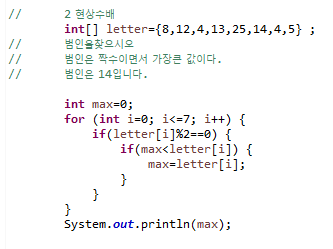 // 2 현상수배
int[] letter={8,12,4,13,25,14,4,5} ;
// 범인을찾으시오
// 범인은 짝수이면서 가장큰 값이다.
// 범인은 14입니다.
int max=0;
for (int i=0; i<=7; i++) {
if(letter[i]%2==0) {
if(max<letter[i]) {
max=letter[i];
}
}
}
System.out.println(max);